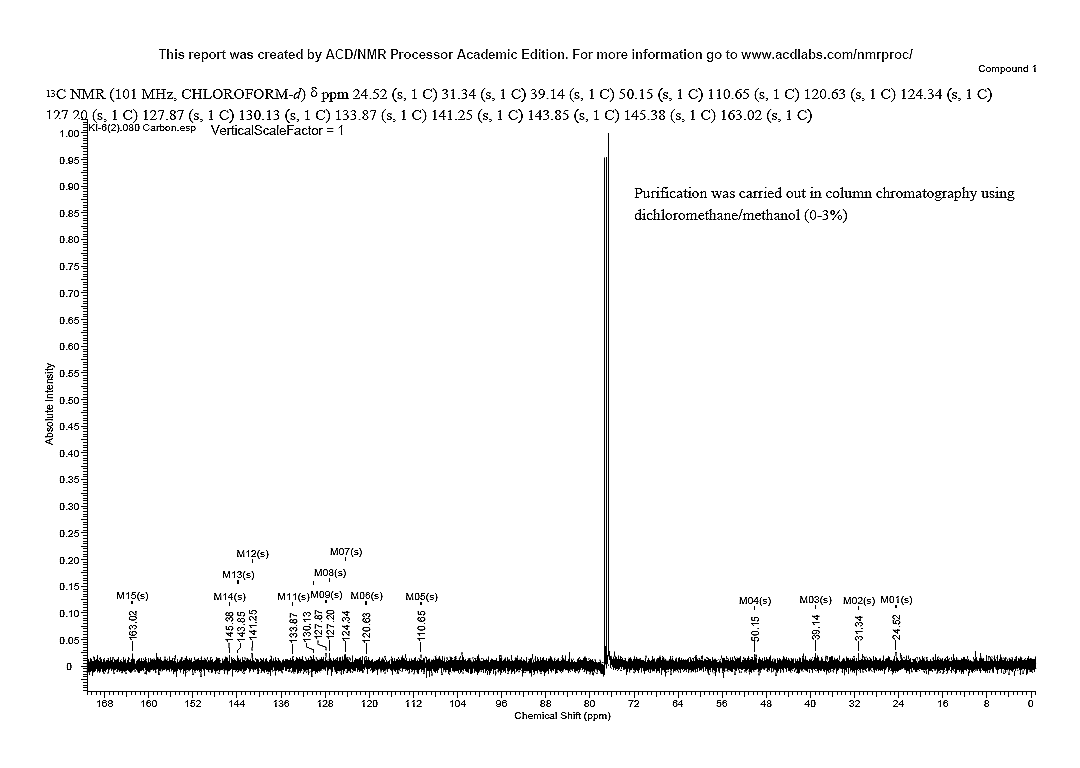 This report was created by ACD/NMR Processor Academic Edition. For more information go to www.acdlabs.com/nmrproc/
Compound 1
13C NMR (101 MHz, CHLOROFORM-d) δ ppm 24.52 (s, 1 C) 31.34 (s, 1 C) 39.14 (s, 1 C) 50.15 (s, 1 C) 110.65 (s, 1 C) 120.63 (s, 1 C) 124.34 (s, 1 C)
127.20 (s, 1 C) 127.87 (s, 1 C) 130.13 (s, 1 C) 133.87 (s, 1 C) 141.25 (s, 1 C) 143.85 (s, 1 C) 145.38 (s, 1 C) 163.02 (s, 1 C)
KI-6(2).080 Carbon.esp VerticalScaleFactor = 1
Purification was carried out in column chromatography using
dichloromethane/methanol (0-3%)
Absolute Intensity
1.00
0.95
0.90
0.85
0.80
0.75
0.70
0.65
0.60
0.55
0.50
0.45
0.40
0.35
0.30
0.25
0.20
0.15
0.10
0.05
0
M12(s) M07(s)
M13(s) M08(s)
M15(s) M14(s) M11(s) M09(s) M06(s) M05(s) M04(s) M03(s) M02(s) M01(s)
163.02 145.38 143.85 141.25 133.87 130.13 127.87 127.20 124.34 120.63 110.65 50.15 39.14 31.34 24.52
168 160 152 144 136 128 120 112 104 96 88 80 72 64 56 48 40 32 24 16 8 0
Chemical Shift (ppm)